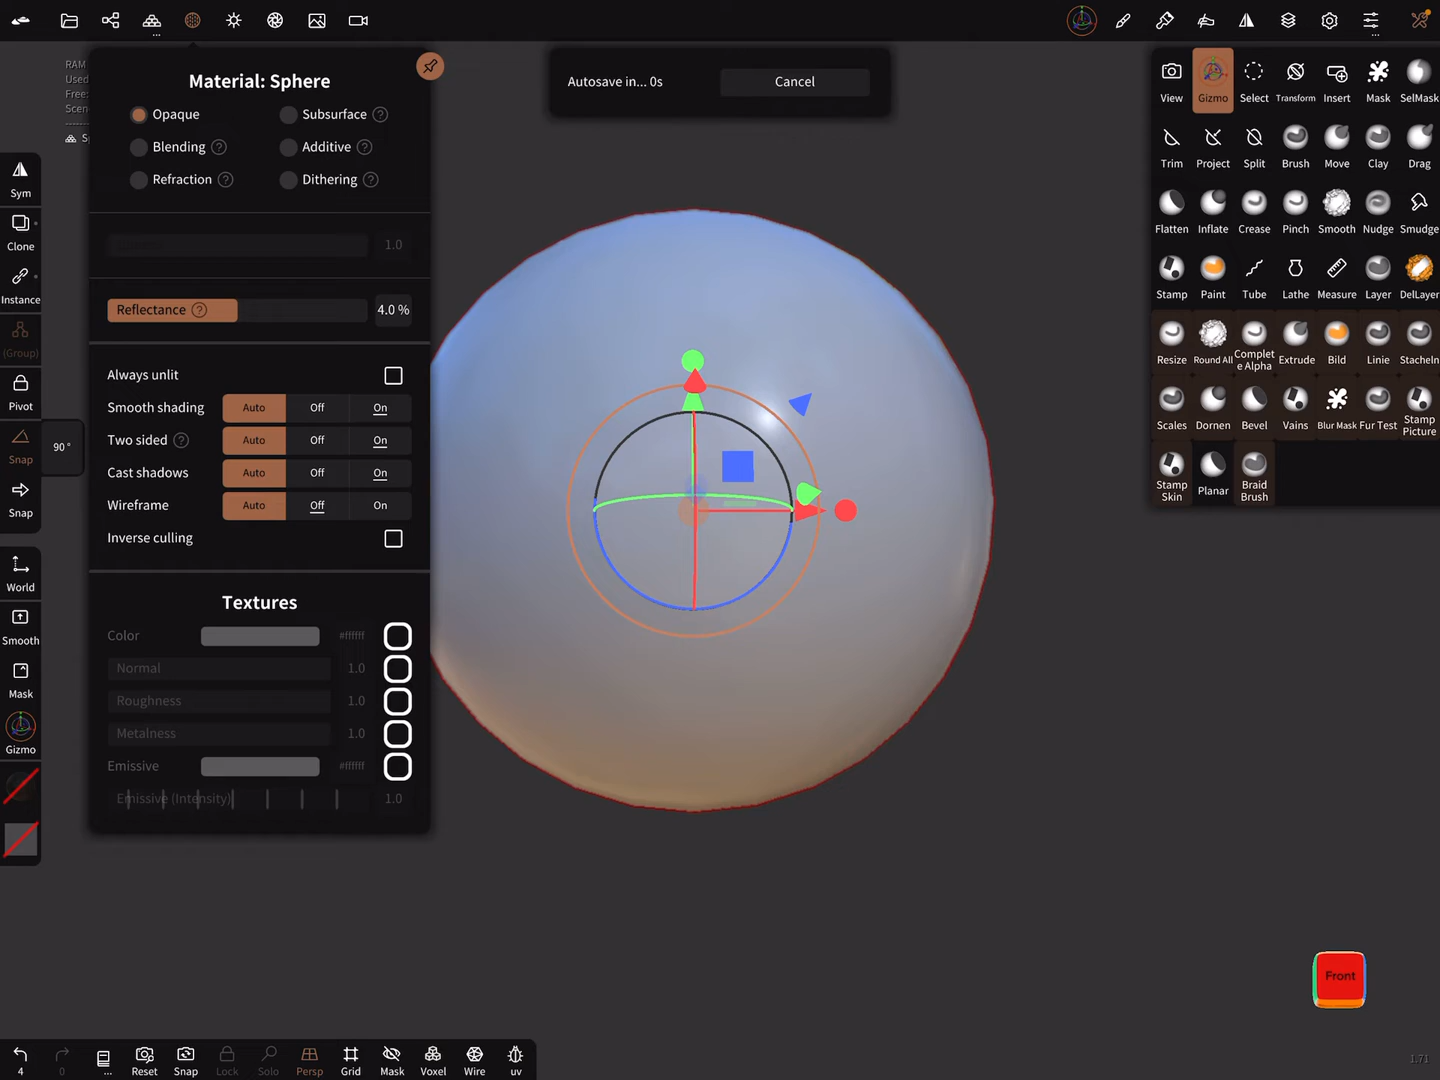 RAM
Used
Free:
Scen
Sp
Material: Sphere
Opaque
Subsurface ?
Blending ?
Additive ?
Refraction ?
Dithering ?
1.0
Reflectance ? 4.0 %
Always unlit
Smooth shading Auto Off On
Two sided ? Auto Off On
Cast shadows Auto Off On
Wireframe Auto Off On
Inverse culling
Textures
Color #ffffff
Normal 1.0
Roughness 1.0
Metalness 1.0
Emissive #ffffff
Emissive (Intensity) 1.0
Autosave in... 0s
Cancel
Sym
Clone
Instance
(Group)
Pivot
Snap
90°
Snap
World
Smooth
Mask
Gizmo
View Gizmo Select Transform Insert Mask SelMask
Trim Project Split Brush Move Clay Drag
Flatten Inflate Crease Pinch Smooth Nudge Smudge
Stamp Paint Tube Lathe Measure Layer DelLayer
Resize Round All Complet
e Alpha Extrude Bild Linie Stacheln
Scales Dornen Bevel Vains Blur Mask Fur Test Stamp
Picture
Stamp
Skin Planar Braid
Brush
Front
4 0 ... Reset Snap Lock Solo Persp Grid Mask Voxel Wire uv
1.71